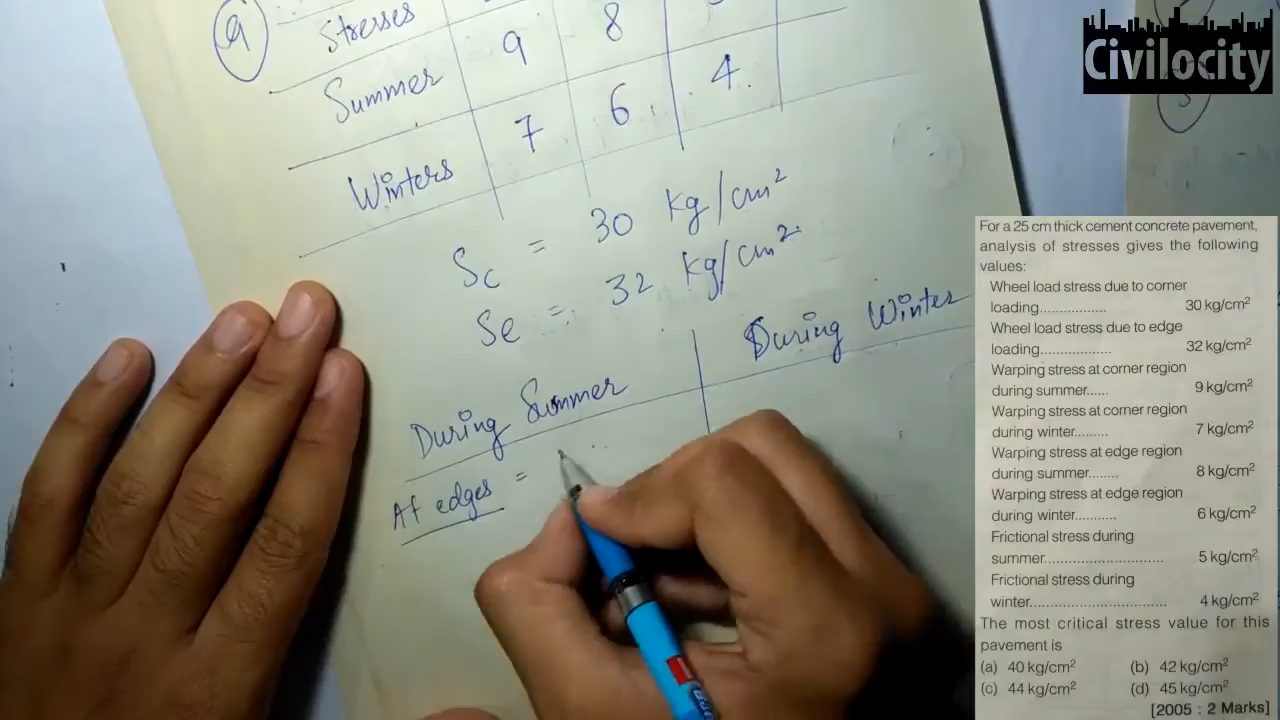 9 Stresses
Summer 9 8
Winters 7 6 4
Sc = 30 kg/cm²
Se = 32 kg/cm²
During Summer During Winter
At edges =
Civilocity
For a 25 cm thick cement concrete pavement,
analysis of stresses gives the following
values:
Wheel load stress due to corner
loading................. 30 kg/cm²
Wheel load stress due to edge
loading.................. 32 kg/cm²
Warping stress at corner region
during summer...... 9 kg/cm²
Warping stress at corner region
during winter......... 7 kg/cm²
Warping stress at edge region
during summer........ 8 kg/cm²
Warping stress at edge region
during winter........... 6 kg/cm²
Frictional stress during
summer............................ 5 kg/cm²
Frictional stress during
winter................................ 4 kg/cm²
The most critical stress value for this
pavement is
(a) 40 kg/cm² (b) 42 kg/cm²
(c) 44 kg/cm² (d) 45 kg/cm²
[2005 : 2 Marks]